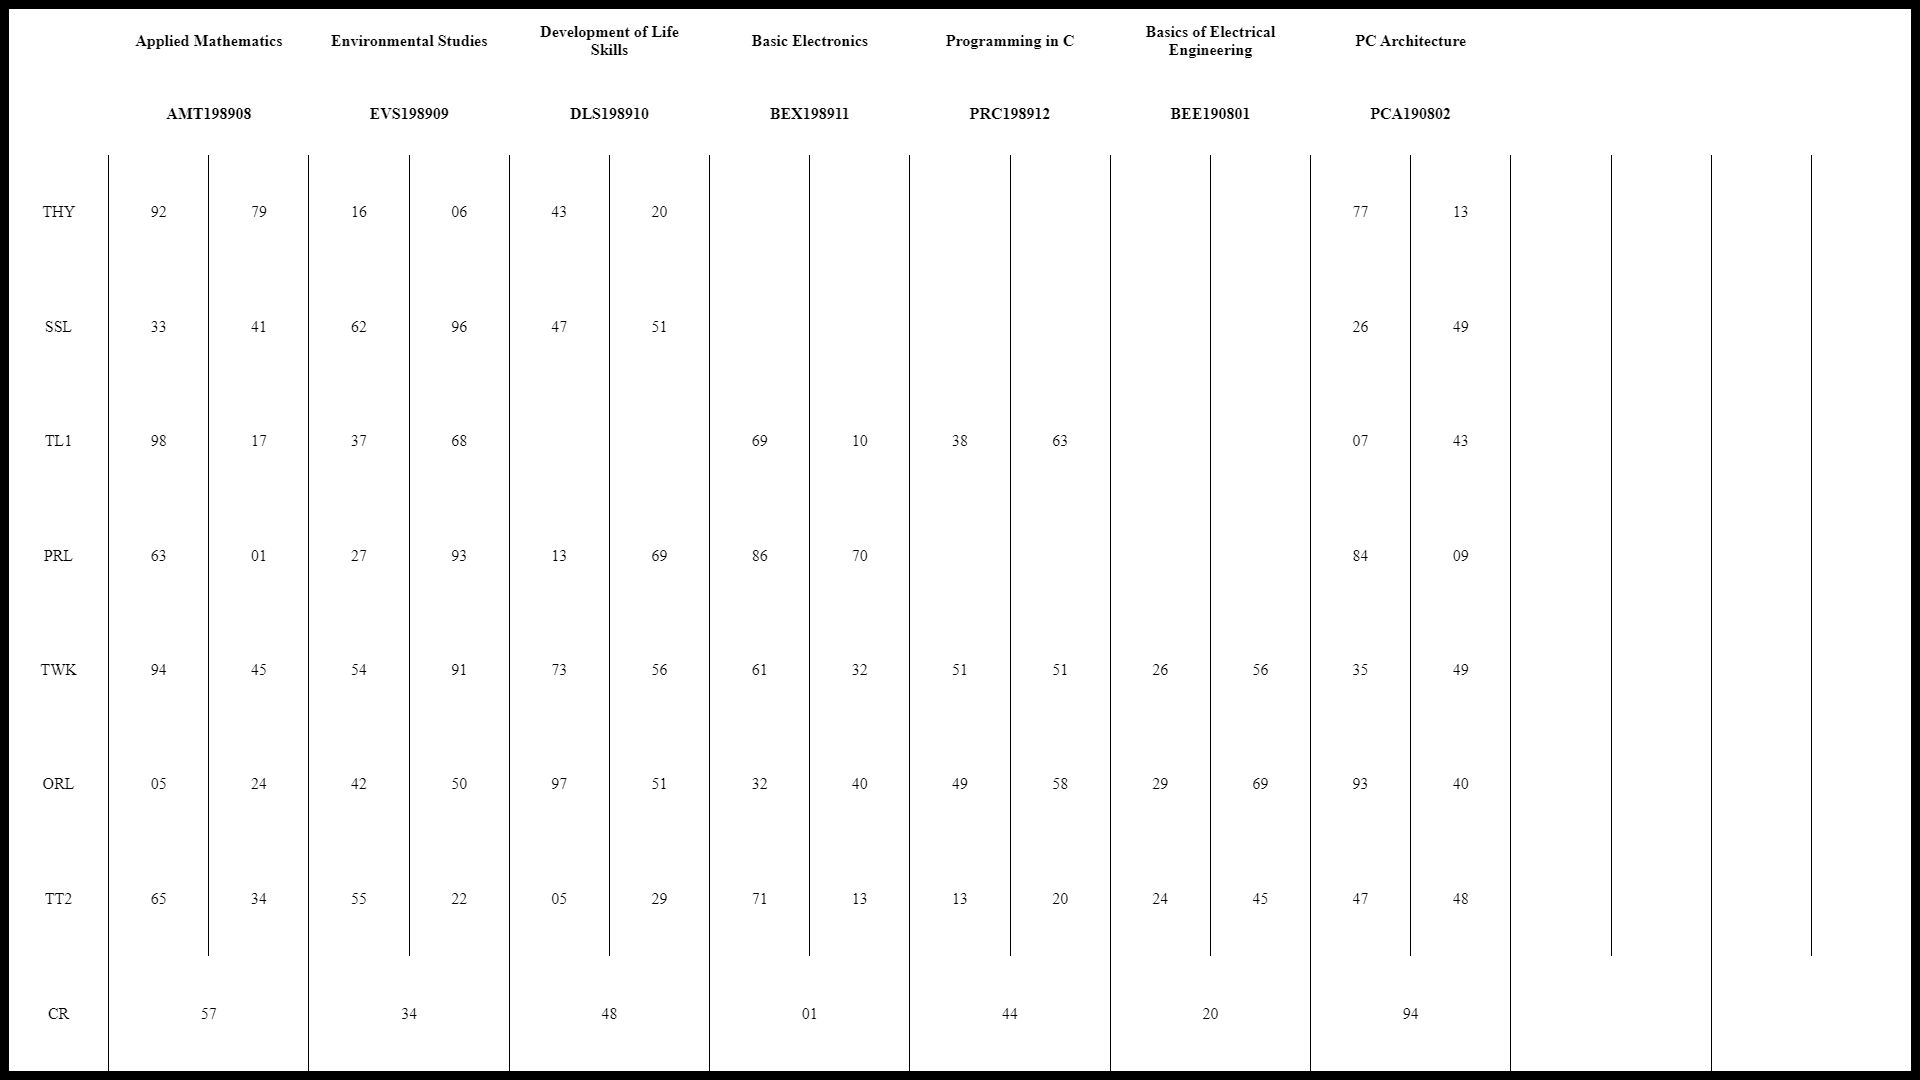 Applied Mathematics Environmental Studies Development of Life Skills Basic Electronics Programming in C Basics of Electrical Engineering PC Architecture
AMT198908 EVS198909 DLS198910 BEX198911 PRC198912 BEE190801 PCA190802
THY 92 79 16 06 43 20 77 13
SSL 33 41 62 96 47 51 26 49
TL1 98 17 37 68 69 10 38 63 07 43
PRL 63 01 27 93 13 69 86 70 84 09
TWK 94 45 54 91 73 56 61 32 51 51 26 56 35 49
ORL 05 24 42 50 97 51 32 40 49 58 29 69 93 40
TT2 65 34 55 22 05 29 71 13 13 20 24 45 47 48
CR 57 34 48 01 44 20 94